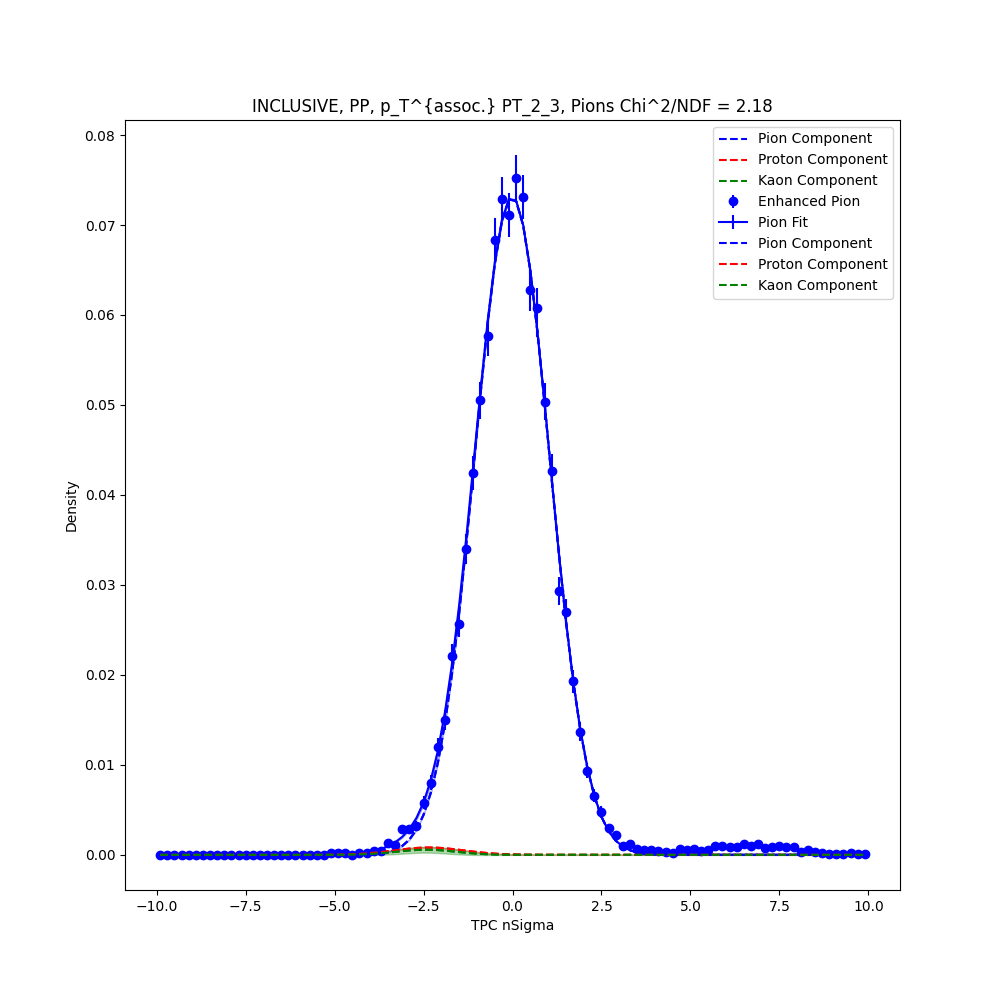 INCLUSIVE, PP, p_T^{assoc.} PT_2_3, Pions Chi^2/NDF = 2.18
0.08
0.07
0.06
0.05
0.04
0.03
0.02
0.01
0.00
Density
Pion Component
Proton Component
Kaon Component
Enhanced Pion
Pion Fit
Pion Component
Proton Component
Kaon Component
−10.0 −7.5 −5.0 −2.5 0.0 2.5 5.0 7.5 10.0
TPC nSigma